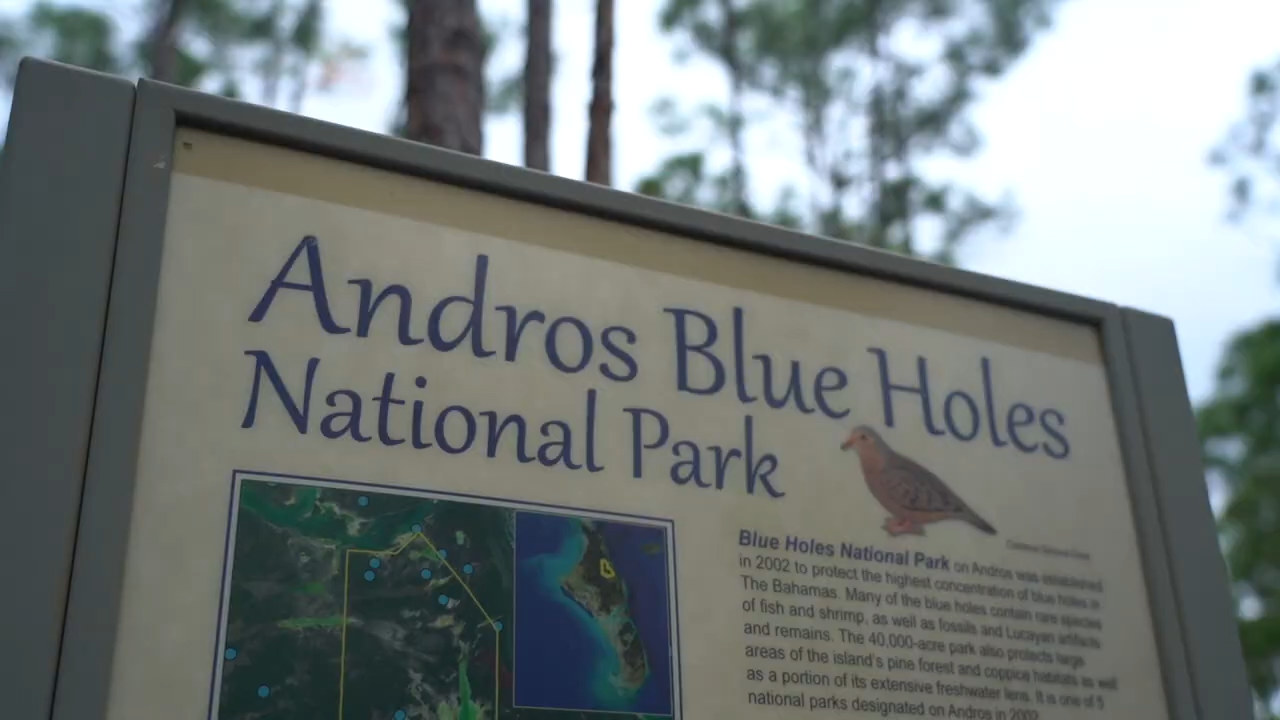 Andros Blue Holes
National Park
Common Ground Dove
Blue Holes National Park on Andros was established
in 2002 to protect the highest concentration of blue holes in
The Bahamas. Many of the blue holes contain rare species
of fish and shrimp, as well as fossils and Lucayan artifacts
and remains. The 40,000-acre park also protects large
areas of the island's pine forest and coppice habitats as well
as a portion of its extensive freshwater lens. It is one of 5
national parks designated on Andros in 2002.